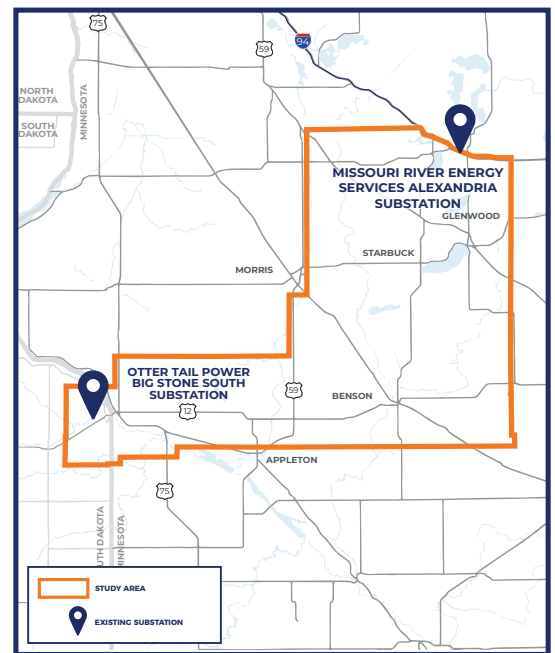 75
59
94
NORTH
DAKOTA
SOUTH
DAKOTA
MINNESOTA
MISSOURI RIVER ENERGY
SERVICES ALEXANDRIA
SUBSTATION
GLENWOOD
STARBUCK
MORRIS
OTTER TAIL POWER
BIG STONE SOUTH
SUBSTATION
12
59
BENSON
APPLETON
75
UTH DAKOTA
MINNESOTA
STUDY AREA
EXISTING SUBSTATION